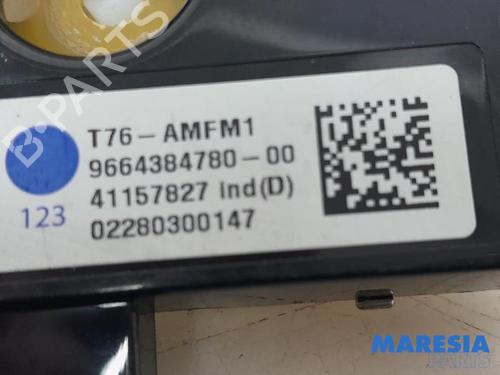 B-PARTS
T76-AMFM1
9664384780-00
41157827 ind(D)
02280300147
123
MARESIA
PARTS